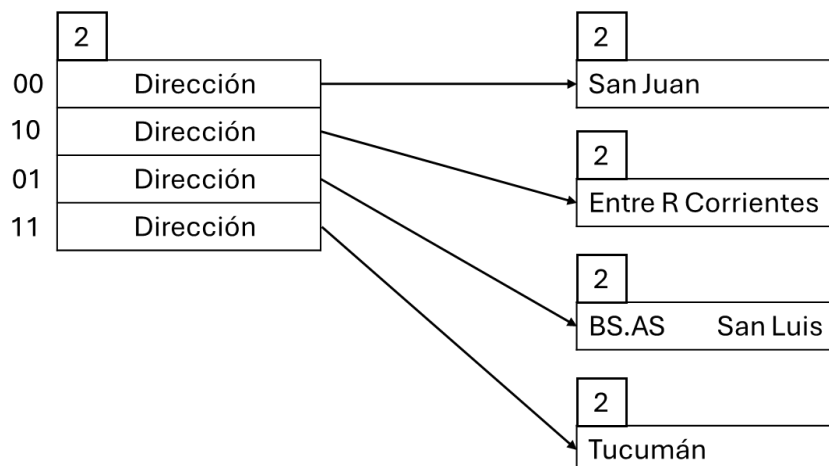 2
00 Dirección
10 Dirección
01 Dirección
11 Dirección
2
San Juan
2
Entre R Corrientes
2
BS.AS San Luis
2
Tucumán